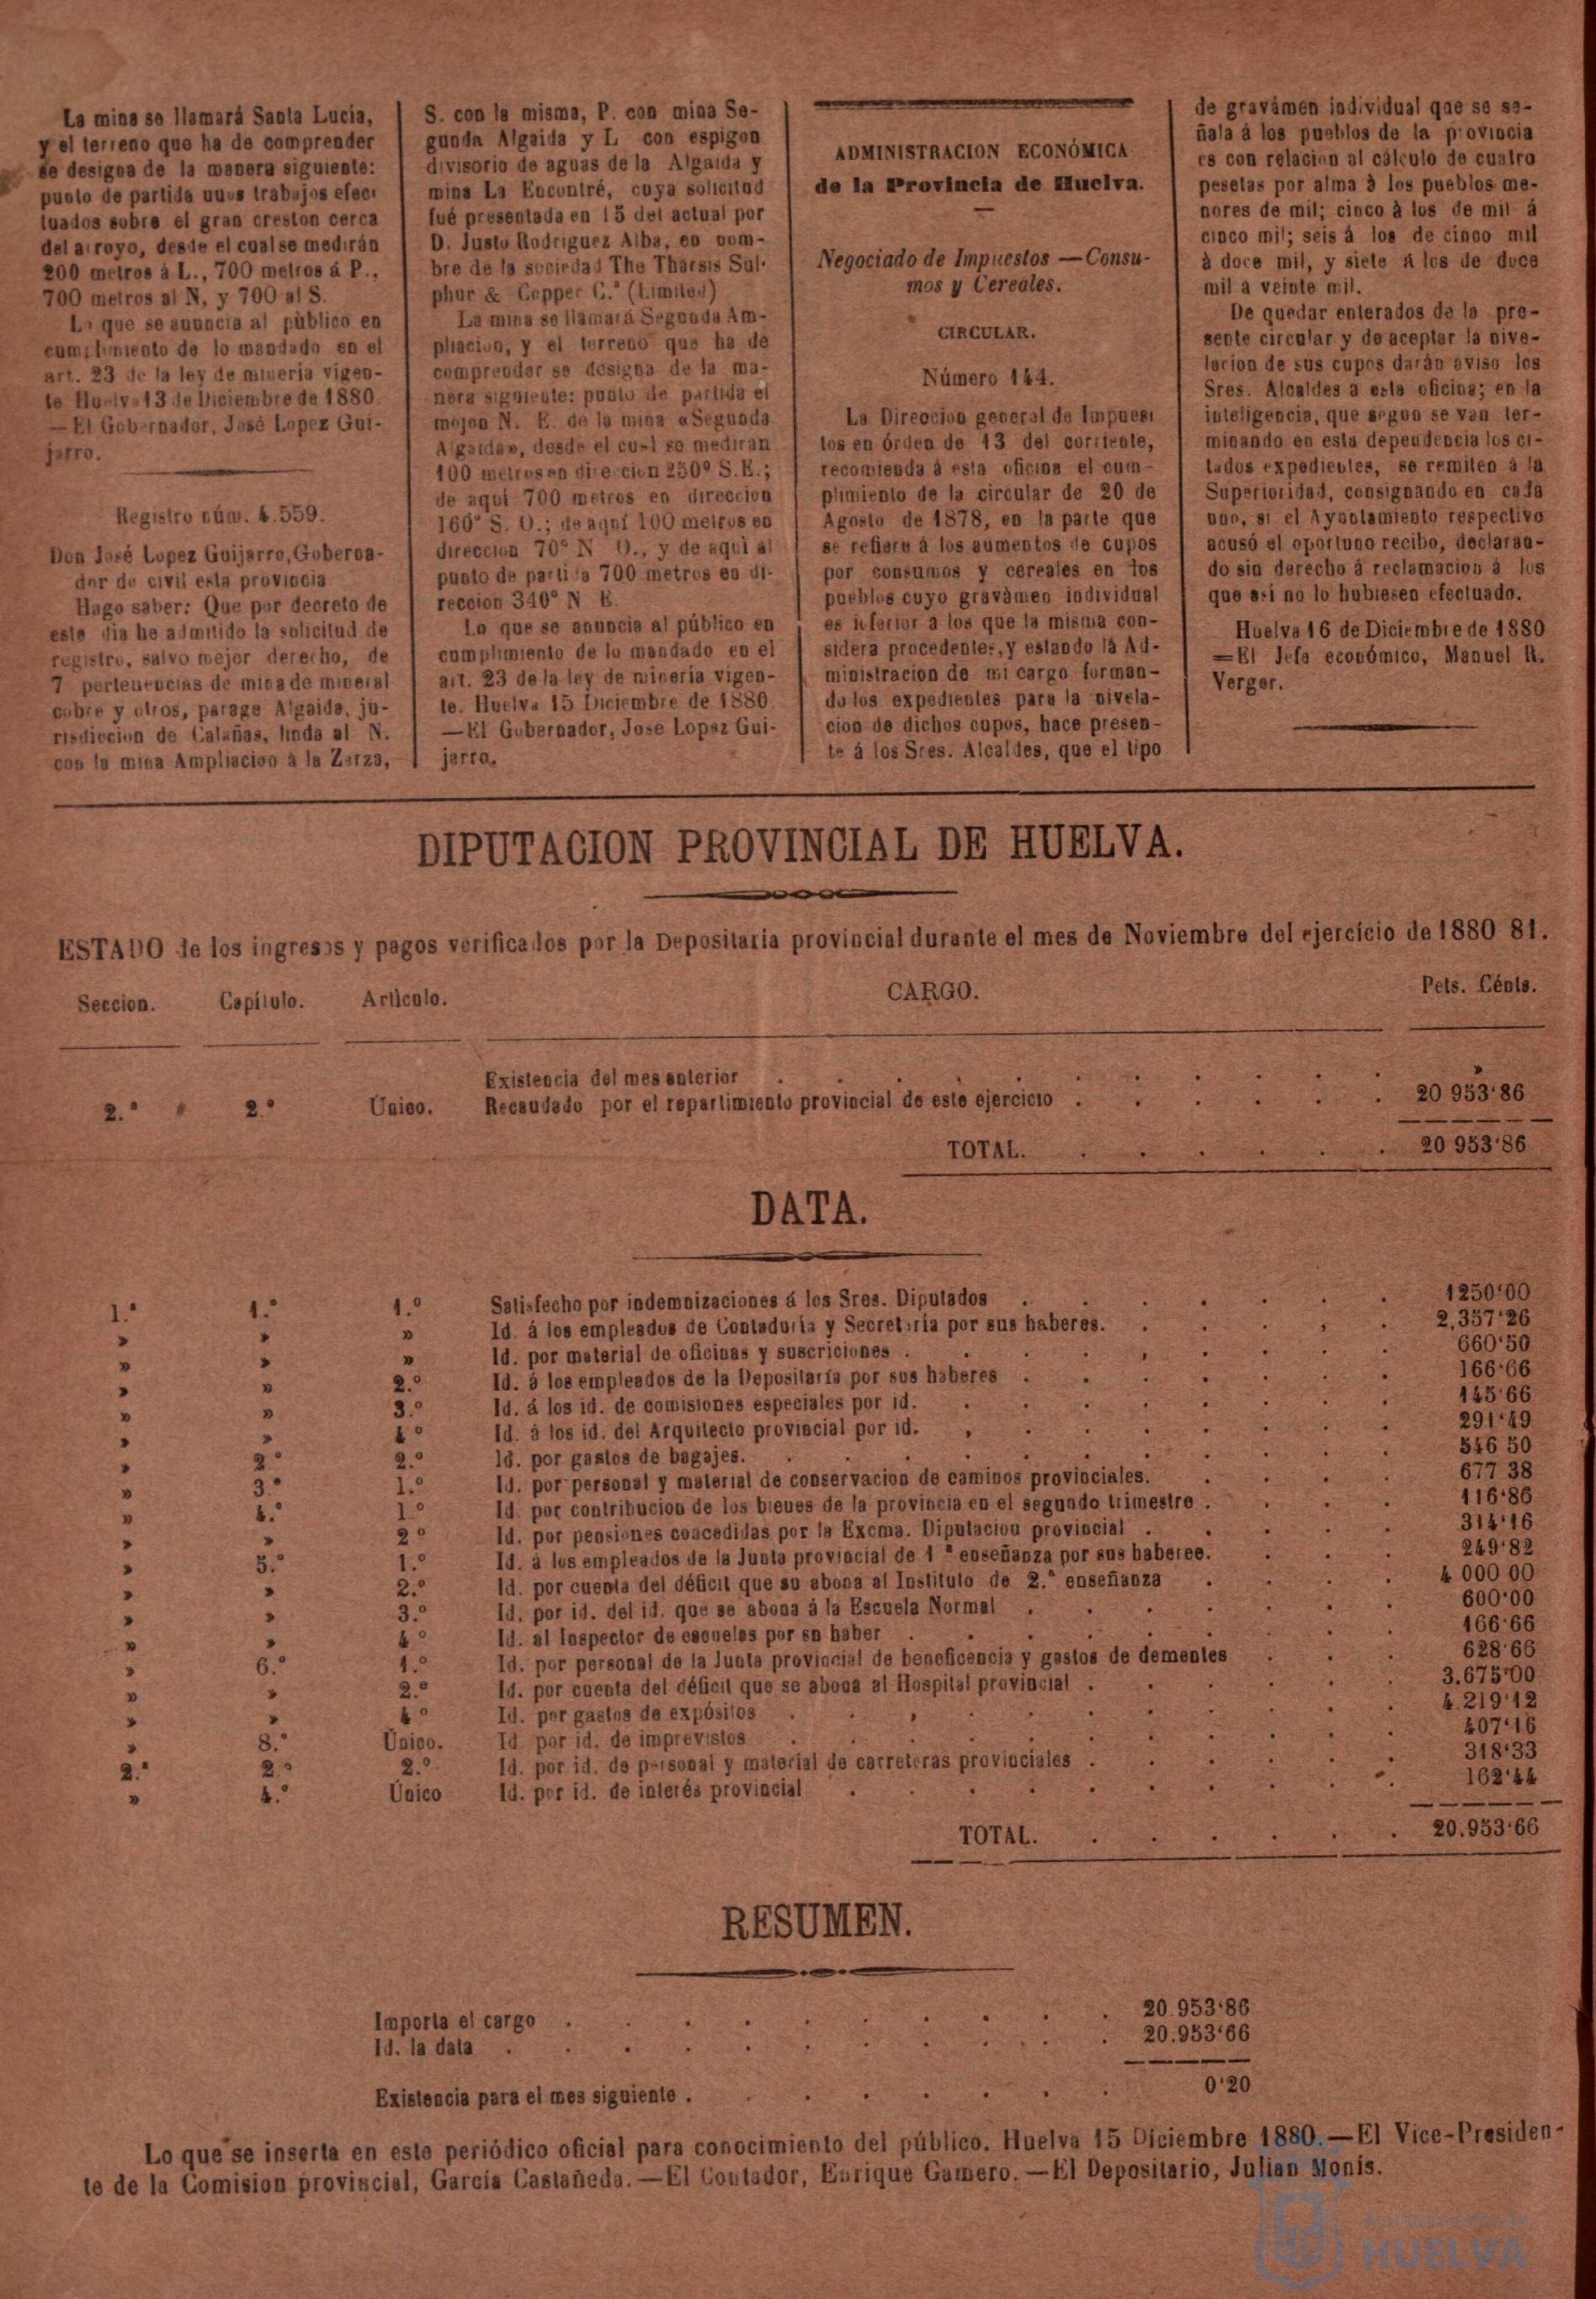 La mina se llamará Santa Lucía,
y el terreno que ha de comprender
se designa de la manera siguiente:
punto de partida unos trabajos efec:
tuados sobre el gran creston cerca
del arroyo, desde el cual se medirán
200 metros á L., 700 metros á P.,
700 metros al N, y 700 al S.
Lo que se anuncia al público en
cumplimiento de lo mandado en el
art. 23 de la ley de minería vigen-
te Huelva 13 de Diciembre de 1880.
—El Gobernador, José Lopez Gui-
jarro.
Registro núm. 4.559.
Don José Lopez Guijarro, Goberna-
dor de civil esta provincia
Hago saber: Que por decreto de
este dia he admitido la solicitud de
registro, salvo mejor derecho, de
7 pertenencias de mina de mineral
cobre y otros, parage Algaida, ju-
risdiccion de Calañas, linda al N.
con la mina Ampliacion à la Zarza,
S. con la misma, P. con mina Se-
gunda Algaida y L con espigon
divisorio de aguas de la Algaida y
mina La Encontré, cuya solicitud
fué presentada en 15 del actual por
D. Justo Rodriguez Alba, en nom-
bre de la sociedad The Tharsis Sul-
phur & Copper C.ª (Limited)
La mina se llamará Segunda Am-
pliacion, y el terreno que ha de
comprender se designa de la ma-
nera siguiente: punto de partida el
mojon N. E. de la mina «Segunda
Algaida», desde el cual se mediran
100 metros en direccion 250º S. E.;
de aquí 700 metros en direccion
160º S. O.; de aquí 100 metros en
direccion 70º N O., y de aquì al
punto de partida 700 metros en di-
reccion 340º N E.
Lo que se anuncia al público en
cumplimiento de lo mandado en el
art. 23 de la ley de minería vigen-
te. Huelva 15 Diciembre de 1880.
—El Gobernador, Jose Lopez Gui-
jarro.
ADMINISTRACION ECONÓMICA
de la Provincia de Huelva.
Negociado de Impuestos —Consu-
mos y Cereales.
CIRCULAR.
Número 144.
La Direccion general de Impues:
tos en órden de 13 del corriente,
recomienda à esta oficina el cum-
plimiento de la circular de 20 de
Agosto de 1878, en la parte que
se refiere á los aumentos de cupos
por consumos y cereales en los
pueblos cuyo gravàmen individual
es inferior a los que la misma con-
sidera procedentes, y estando la Ad-
ministracion de mi cargo forman-
do los expedientes para la nivela-
cion de dichos cupos, hace presen-
te á los Sres. Alcaldes, que el tipo
de gravámen individual que se se-
ñala á los pueblos de la provincia
es con relacion al cálculo de cuatro
pesetas por alma à los pueblos me-
nores de mil; cinco à los de mil á
cinco mil; seis á los de cinco mil
à doce mil, y siete á los de doce
mil à veinte mil.
De quedar enterados de la pre-
sente circular y de aceptar la nive-
lacion de sus cupos darán aviso los
Sres. Alcaldes a esta oficina; en la
inteligencia, que segun se van ter-
minando en esta dependencia los ci-
tados expedientes, se remiten à la
Superioridad, consignando en cada
uno, si el Ayuntamiento respectivo
acusó el oportuno recibo, declaran-
do sin derecho á reclamacion à los
que así no lo hubiesen efectuado.
Huelva 16 de Diciembre de 1880
=El Jefe económico, Manuel R.
Verger.
DIPUTACION PROVINCIAL DE HUELVA.
ESTADO de los ingresos y pagos verificados por la Depositaria provincial durante el mes de Noviembre del ejercicio de 1880 81.
Seccion. Capítulo. Artìculo. CARGO. Pets. Cénts.
Existencia del mes anterior . . . . . . . »
2.ª 2.º Unico. Recaudado por el repartimiento provincial de este ejercicio . . . . . . 20 953'86
TOTAL. . . . . . . 20 953'86
DATA.
1.ª 1.º 1.º Satisfecho por indemnizaciones á los Sres. Diputados . . . . . 1250'00
» » » Id. á los empleados de Contaduría y Secretaría por sus haberes. . . . . 2,357'26
» » » Id. por material de oficinas y suscriciones . . . . . 660'50
» » 2.º Id. à los empleados de la Depositaría por sus haberes . . . . . 166'66
» » 3.º Id. á los id. de comisiones especiales por id. . . . . . 145'66
» » 4º Id. à los id. del Arquitecto provincial por id. . . . . . 291'49
» 2º 2.º Id. por gastos de bagajes. . . . . . 546 50
» 3.º 1.º Id. por personal y material de conservacion de caminos provinciales. . . . . 677 38
» 4.º 1º Id por contribucion de los bienes de la provincia en el segundo trimestre . . . . 116'86
» » 2º Id. por pensiones concedidas por la Excma. Diputaciou provincial . . . . . 314'16
» 5.º 1.º Id. à los empleados de la Junta provincial de 1 ª enseñanza por sus haberes. . . . . 249'82
» » 2.º Id. por cuenta del déficit que se abona al Instituto de 2.ª enseñanza . . . . 4 000 00
» » 3.º Id. por id. del id. que se abona á la Escuela Normal . . . . . 600'00
» » 4º Id. al Inspector de escuelas por su haber . . . . . 166'66
» 6.º 1.º Id. por personal de la Junta provincial de beneficencia y gastos de dementes . . . 628'66
» » 2.º Id. por cuenta del déficit que se abona al Hospital provincial . . . . . 3.675'00
» » 4º Id. por gastos de expósitos . . . . . 4.219'12
» 8.º Unico. Id por id. de imprevistos . . . . . 407'16
2.ª 2.º 2.º Id. por id. de personal y material de carreteras provinciales . . . . . 318'33
» 4.º Unico Id. por id. de interés provincial . . . . . 162'44
TOTAL. . . . . . . 20.953'66
RESUMEN.
Importa el cargo . . . . . . . . . . 20.953'86
Id. la data . . . . . . . . . . . 20.953'66
Existencia para el mes siguiente . . . . . . . . 0'20
Lo que se inserta en este periódico oficial para conocimiento del público. Huelva 15 Diciembre 1880.—El Vice-Presiden-
te de la Comision provincial, García Castañeda.—El Contador, Enrique Gamero.—El Depositario, Julian Monis.
HUELVA